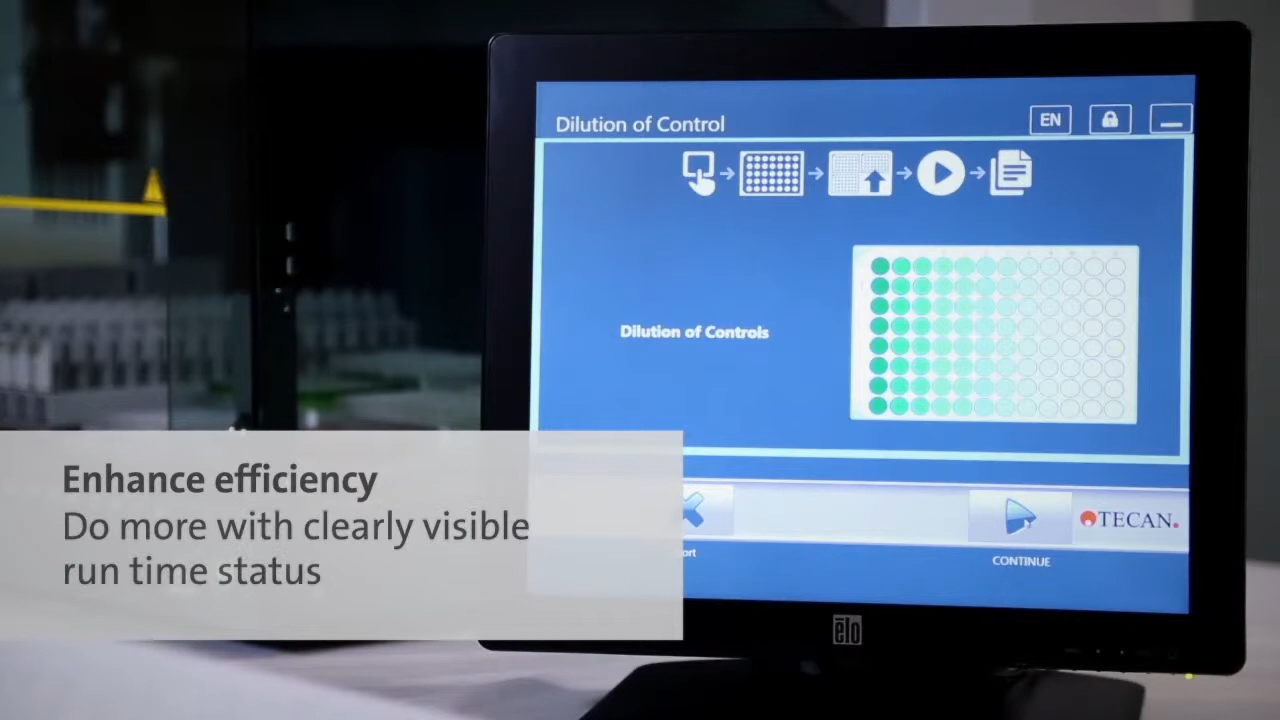 Dilution of Control
EN
Dilution of Controls
Enhance efficiency
Do more with clearly visible
run time status
TECAN.
CONTINUE
elo